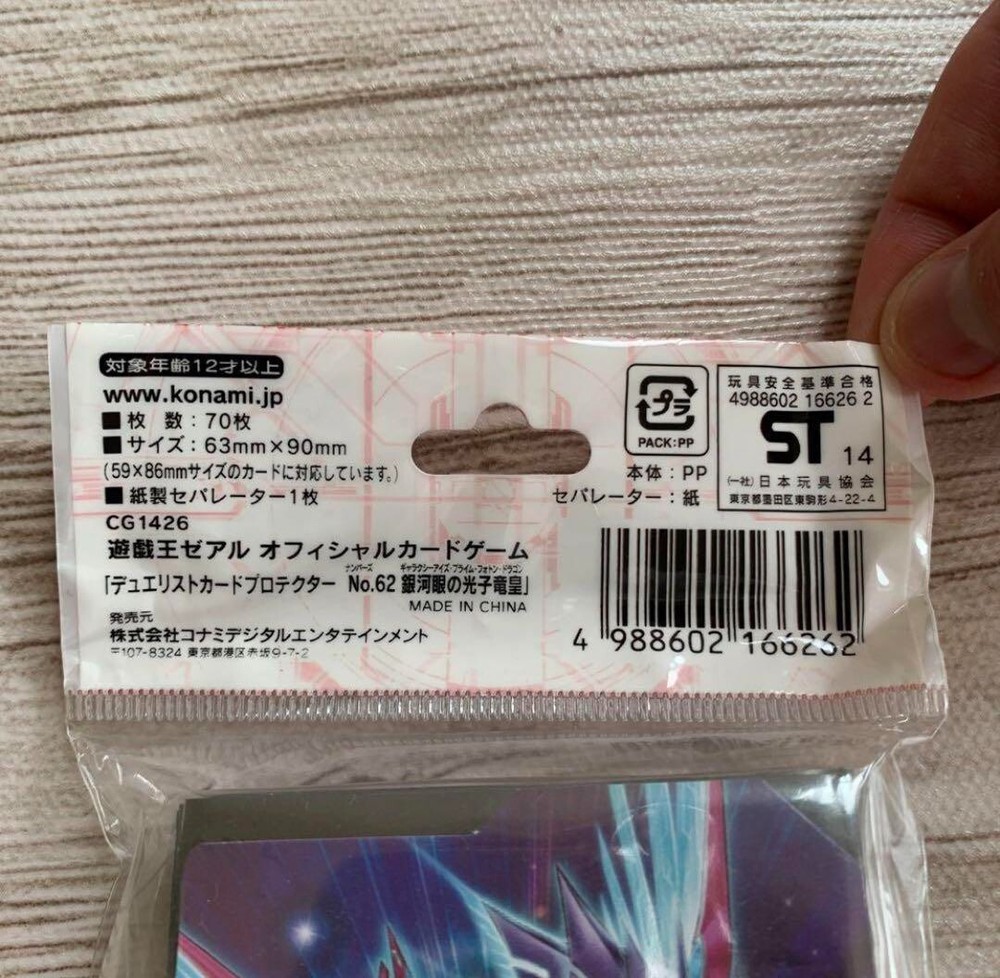 対象年齢12才以上
www.konami.jp
■枚 数：70枚
■サイズ：63mm×90mm
（59×86mmサイズのカードに対応しています。）
■紙製セパレーター1枚
CG1426
遊戯王ゼアル オフィシャルカードゲーム
ナンバーズ ギャラクシーアイズ・プライム・フォトン・ドラゴン
「デュエリストカードプロテクター No.62 銀河眼の光子竜皇」
MADE IN CHINA
発売元
株式会社コナミデジタルエンタテインメント
〒107-8324 東京都港区赤坂9-7-2
プラ
PACK:PP
本体：PP
セパレーター：紙
玩具安全基準合格
4988602 16626 2
ST 14
(一社)日本玩具協会
東京都墨田区東駒形4-22-4
4 988602 166262